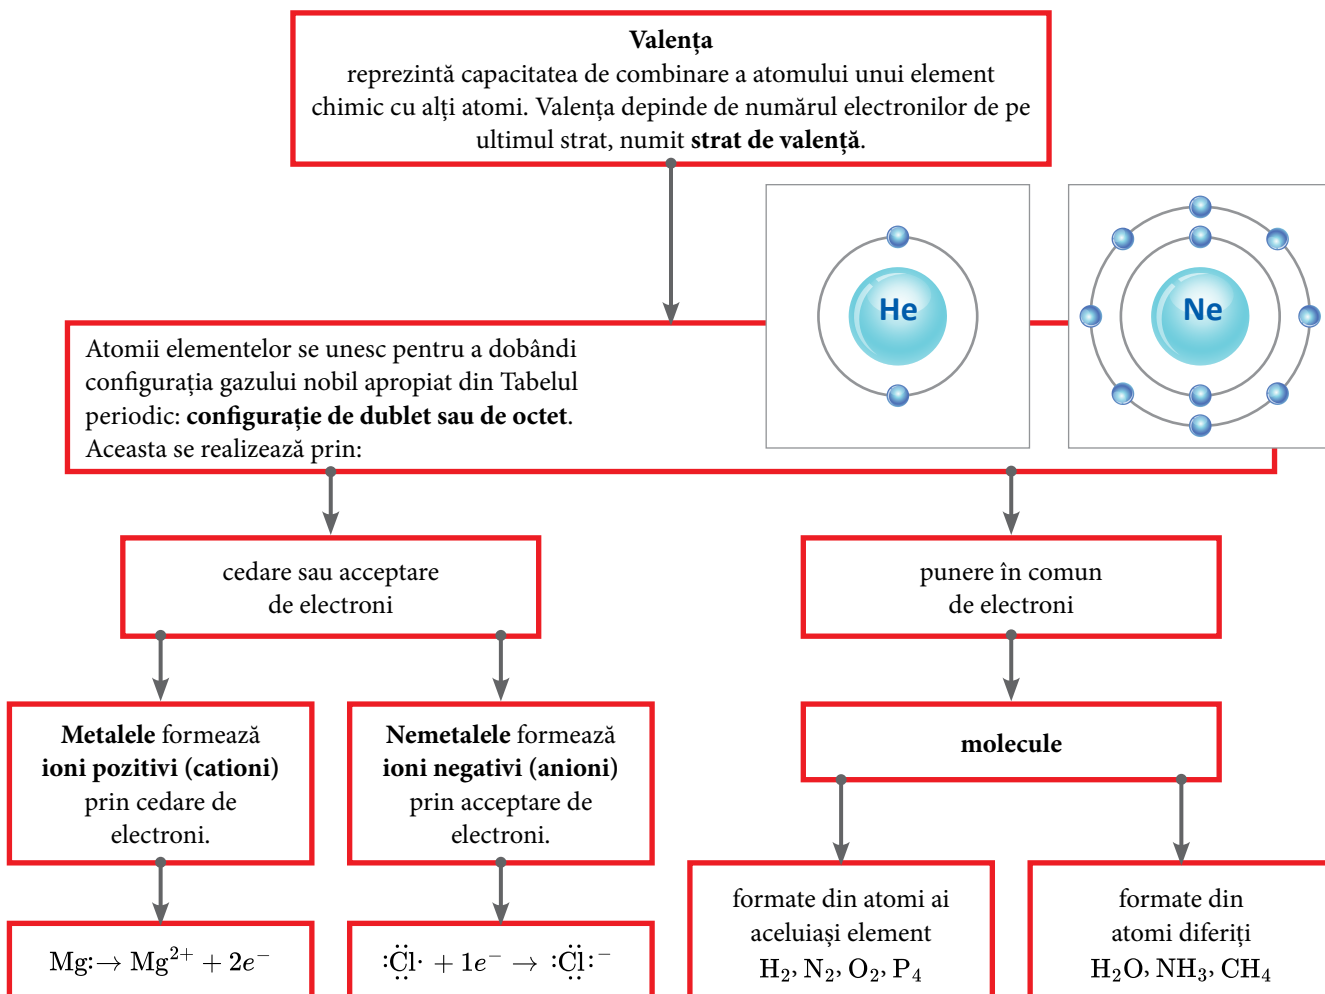 Valența
reprezintă capacitatea de combinare a atomului unui element
chimic cu alți atomi. Valența depinde de numărul electronilor de pe
ultimul strat, numit strat de valență.
He
Ne
Atomii elementelor se unesc pentru a dobândi
configurația gazului nobil apropiat din Tabelul
periodic: configurație de dublet sau de octet.
Aceasta se realizează prin:
cedare sau acceptare
de electroni
punere în comun
de electroni
Metalele formează
ioni pozitivi (cationi)
prin cedare de
electroni.
Nemetalele formează
ioni negativi (anioni)
prin acceptare de
electroni.
molecule
Mg:→ Mg²⁺ + 2e⁻
:C̈l· + 1e⁻ → :C̈l:⁻
formate din atomi ai
aceluiași element
H₂, N₂, O₂, P₄
formate din
atomi diferiți
H₂O, NH₃, CH₄